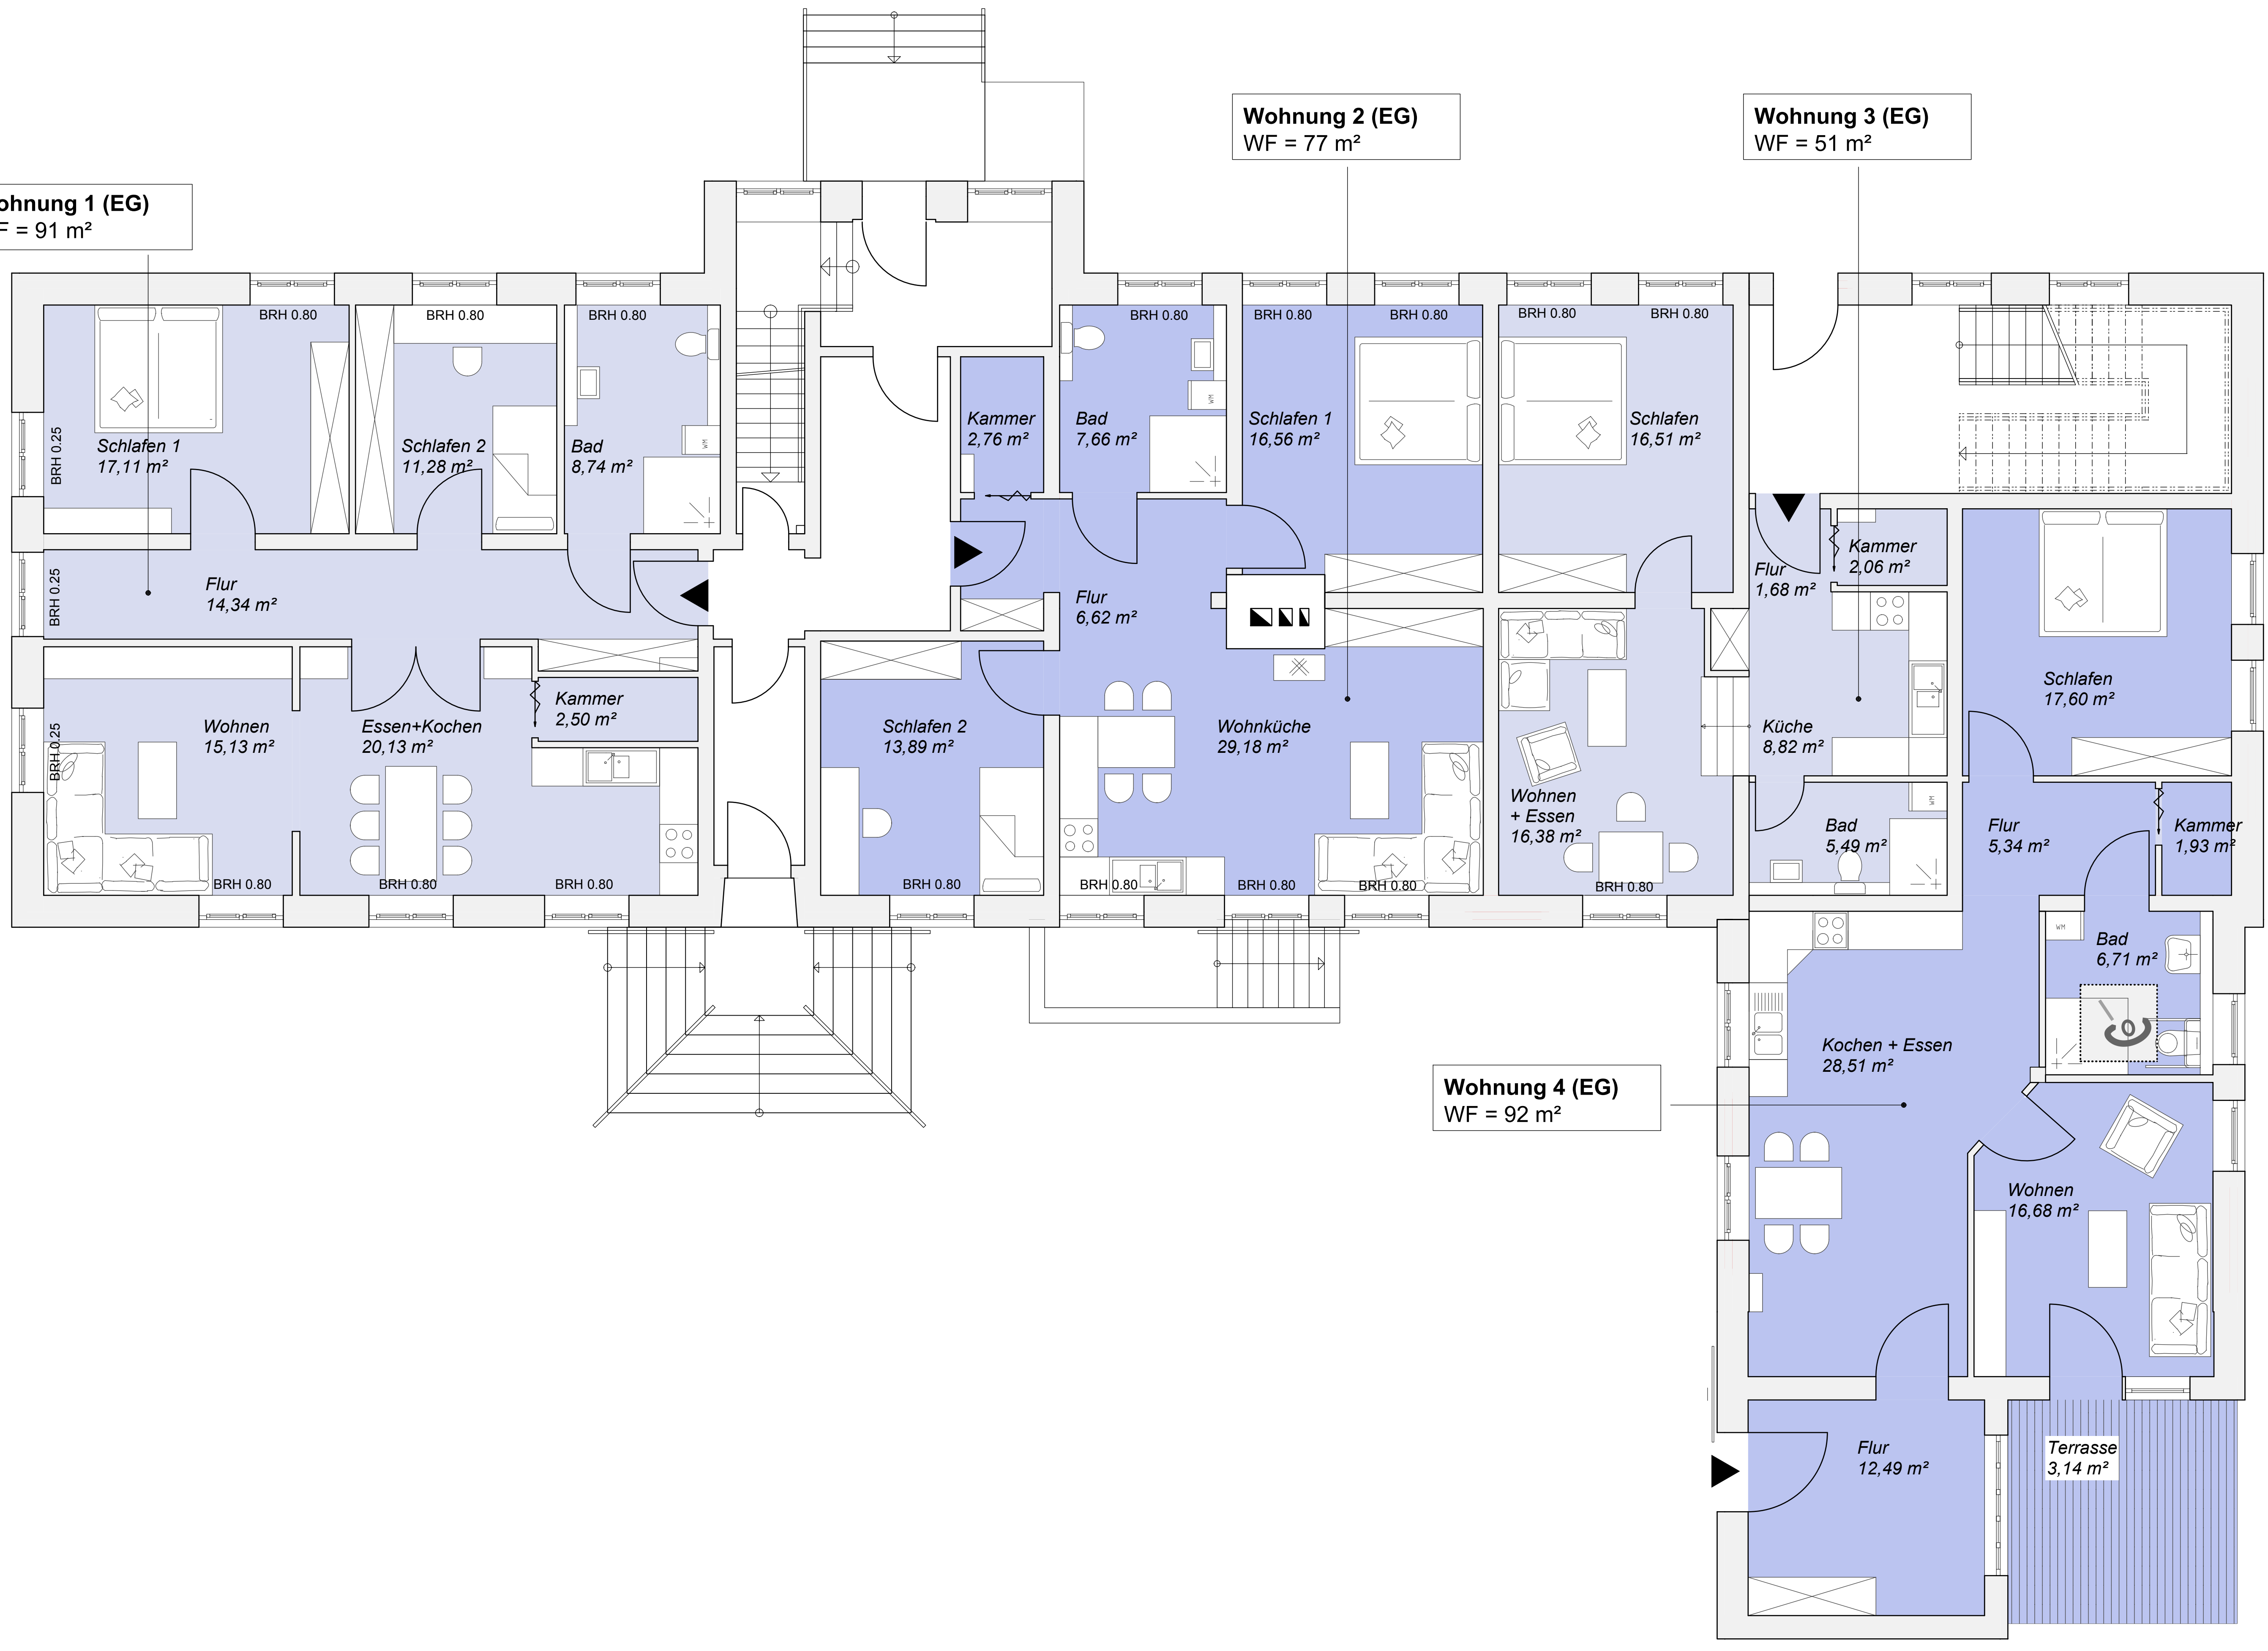 Wohnung 2 (EG)
WF = 77 m²
Wohnung 3 (EG)
WF = 51 m²
ohnung 1 (EG)
F = 91 m²
BRH 0.80
BRH 0.80
BRH 0.80
BRH 0.80
BRH 0.80
BRH 0.80
BRH 0.80
BRH 0.80
BRH 0.25
Schlafen 1
17,11 m²
Schlafen 2
11,28 m²
Bad
8,74 m²
WM
Kammer
2,76 m²
Bad
7,66 m²
WM
Schlafen 1
16,56 m²
Schlafen
16,51 m²
BRH 0.25
Flur
14,34 m²
Flur
6,62 m²
Flur
1,68 m²
Kammer
2,06 m²
Schlafen
17,60 m²
BRH 0.25
Wohnen
15,13 m²
Essen+Kochen
20,13 m²
Kammer
2,50 m²
Schlafen 2
13,89 m²
Wohnküche
29,18 m²
Wohnen
+ Essen
16,38 m²
Küche
8,82 m²
Bad
5,49 m²
WM
Flur
5,34 m²
Kammer
1,93 m²
BRH 0.80
BRH 0.80
BRH 0.80
BRH 0.80
BRH 0.80
BRH 0.80
BRH 0.80
BRH 0.80
WM
Bad
6,71 m²
Kochen + Essen
28,51 m²
Wohnung 4 (EG)
WF = 92 m²
Wohnen
16,68 m²
Flur
12,49 m²
Terrasse
3,14 m²